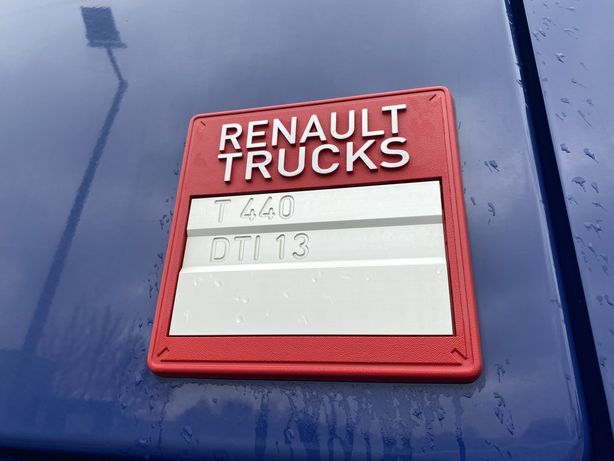 RENAULT
TRUCKS
T 440
DTI 13